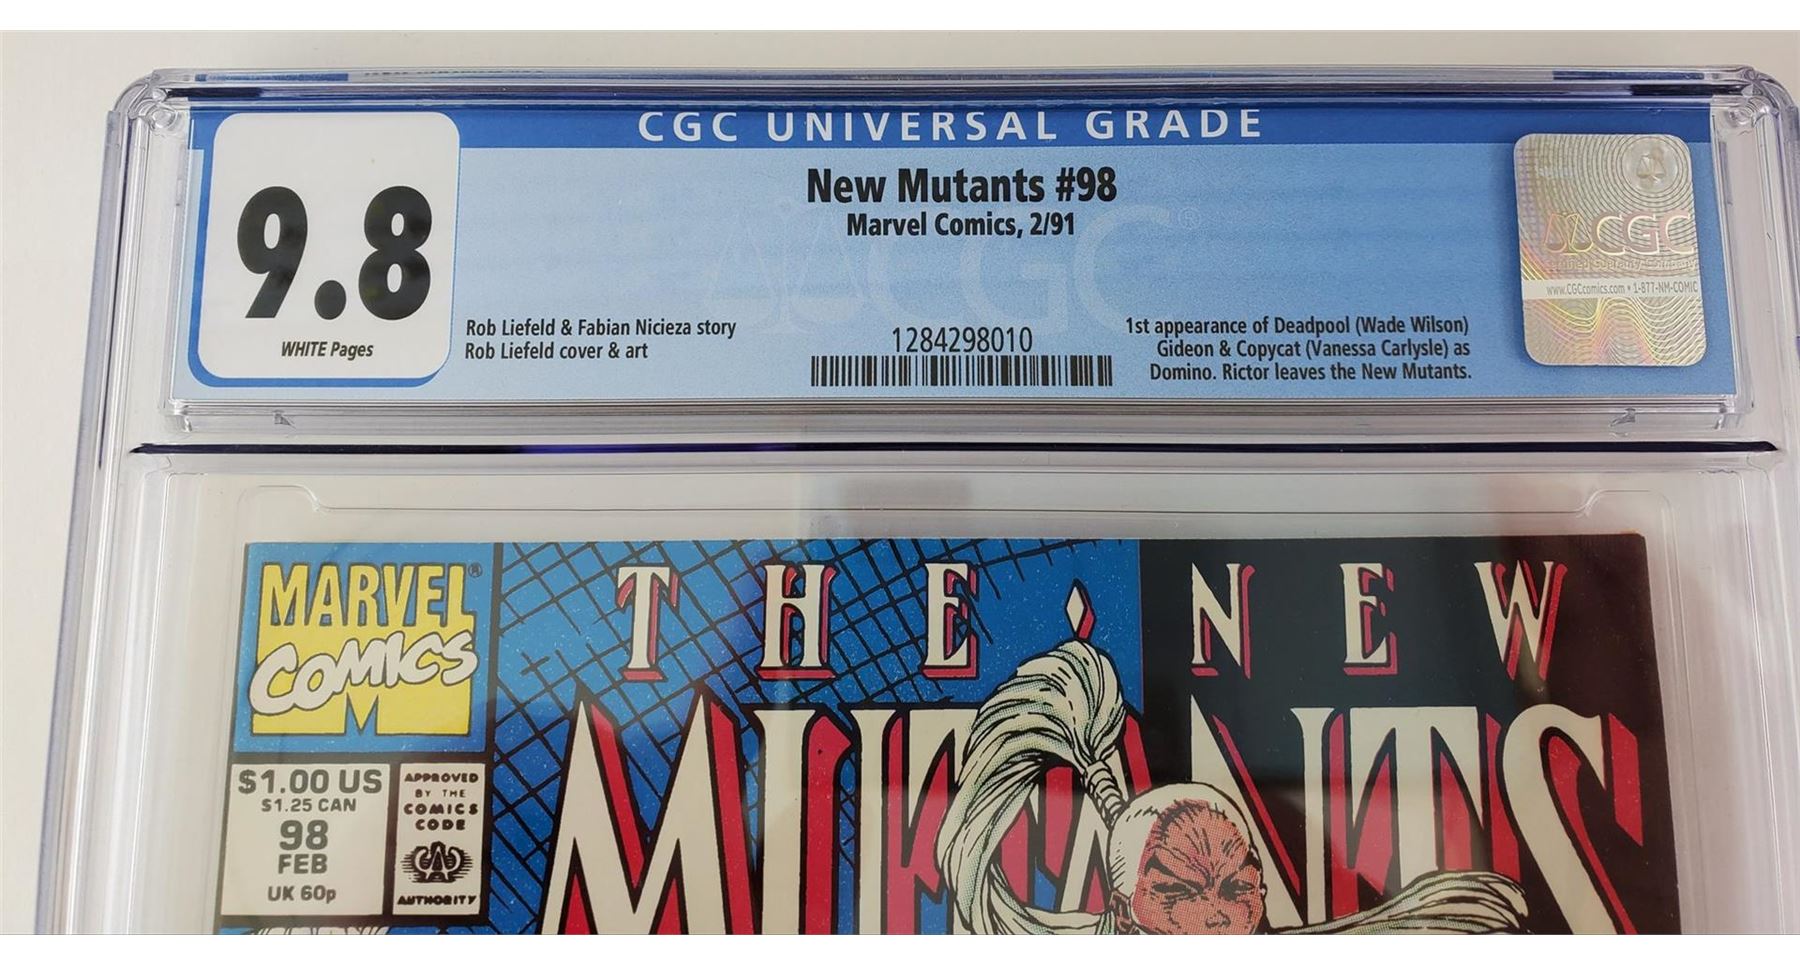 CGC UNIVERSAL GRADE
9.8
WHITE Pages
New Mutants #98
Marvel Comics, 2/91
Rob Liefeld & Fabian Nicieza story
Rob Liefeld cover & art
1284298010
1st appearance of Deadpool (Wade Wilson)
Gideon & Copycat (Vanessa Carlysle) as
Domino. Rictor leaves the New Mutants.
CGC
www.CGCcomics.com • 1-877-NM-COMIC
CGC®
MARVEL®
COMICS
M
$1.00 US
$1.25 CAN
98
FEB
UK 60p
APPROVED
BY THE
COMICS
CODE
AUTHORITY
THE NEW
MUTANTS